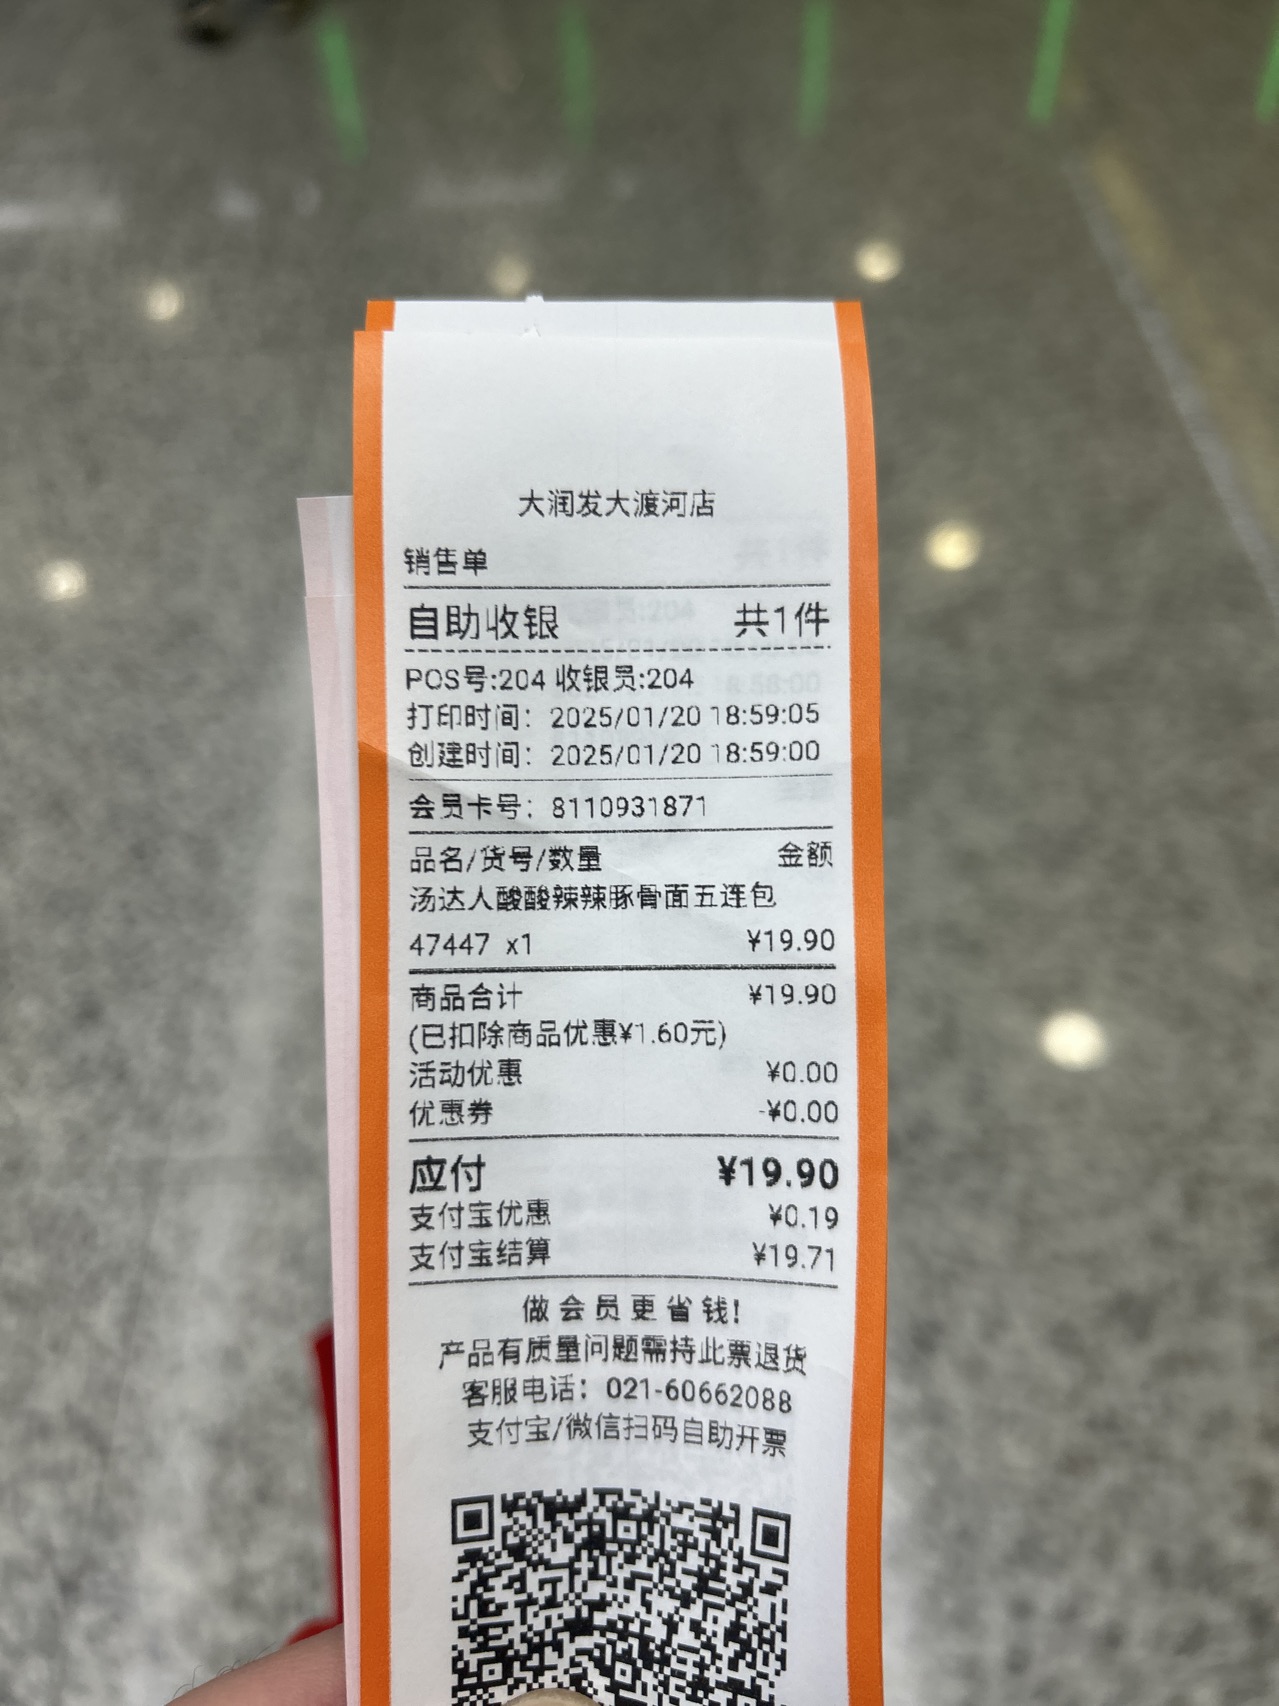 大润发大渡河店
销售单
自助收银 共1件
POS号:204 收银员:204
打印时间：2025/01/20 18:59:05
创建时间：2025/01/20 18:59:00
会员卡号：8110931871
品名/货号/数量 金额
汤达人酸酸辣辣豚骨面五连包
47447 x1 ¥19.90
商品合计 ¥19.90
(已扣除商品优惠¥1.60元)
活动优惠 ¥0.00
优惠券 -¥0.00
应付 ¥19.90
支付宝优惠 ¥0.19
支付宝结算 ¥19.71
做会员更省钱!
产品有质量问题需持此票退货
客服电话：021-60662088
支付宝/微信扫码自助开票